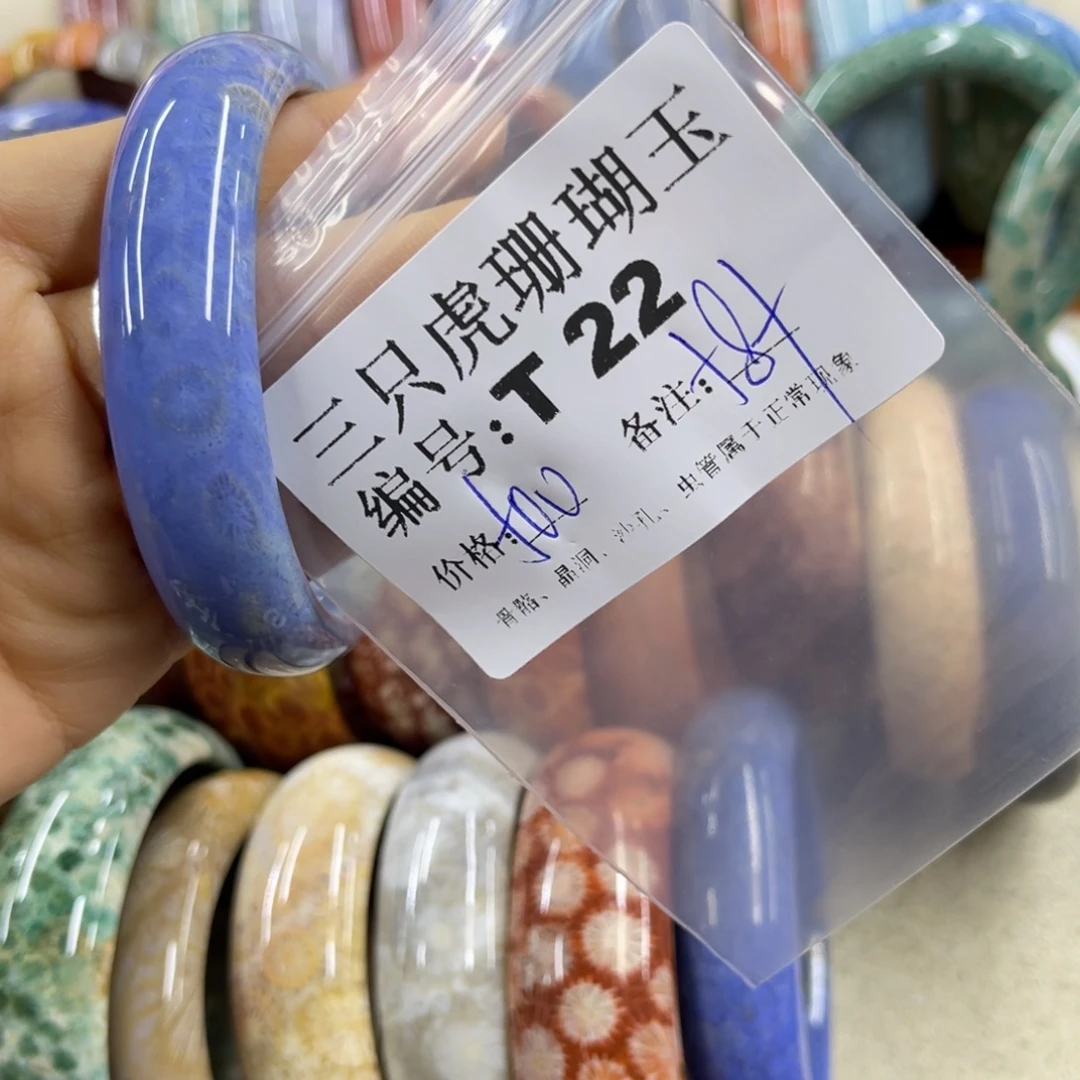 三只虎珊瑚玉
编号:T 22
备注:
价格:
骨骼、晶洞、沙孔、虫管属于正常现象